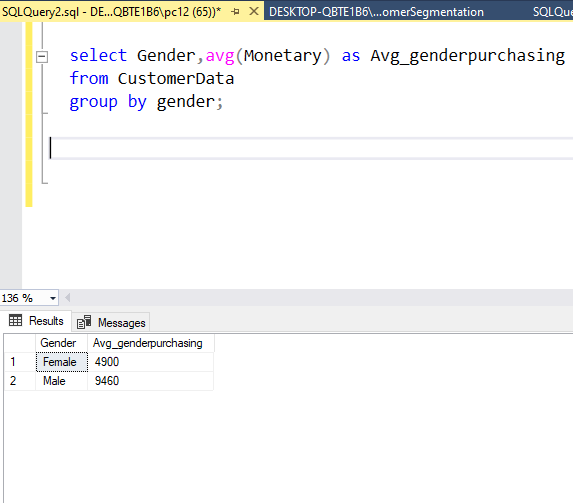 SQLQuery2.sql - DE...QBTE1B6\pc12 (65))* DESKTOP-QBTE1B6\...omerSegmentation SQLQu
select Gender,avg(Monetary) as Avg_genderpurchasing
from CustomerData
group by gender;
136 %
Results Messages
Gender Avg_genderpurchasing
1 Female 4900
2 Male 9460